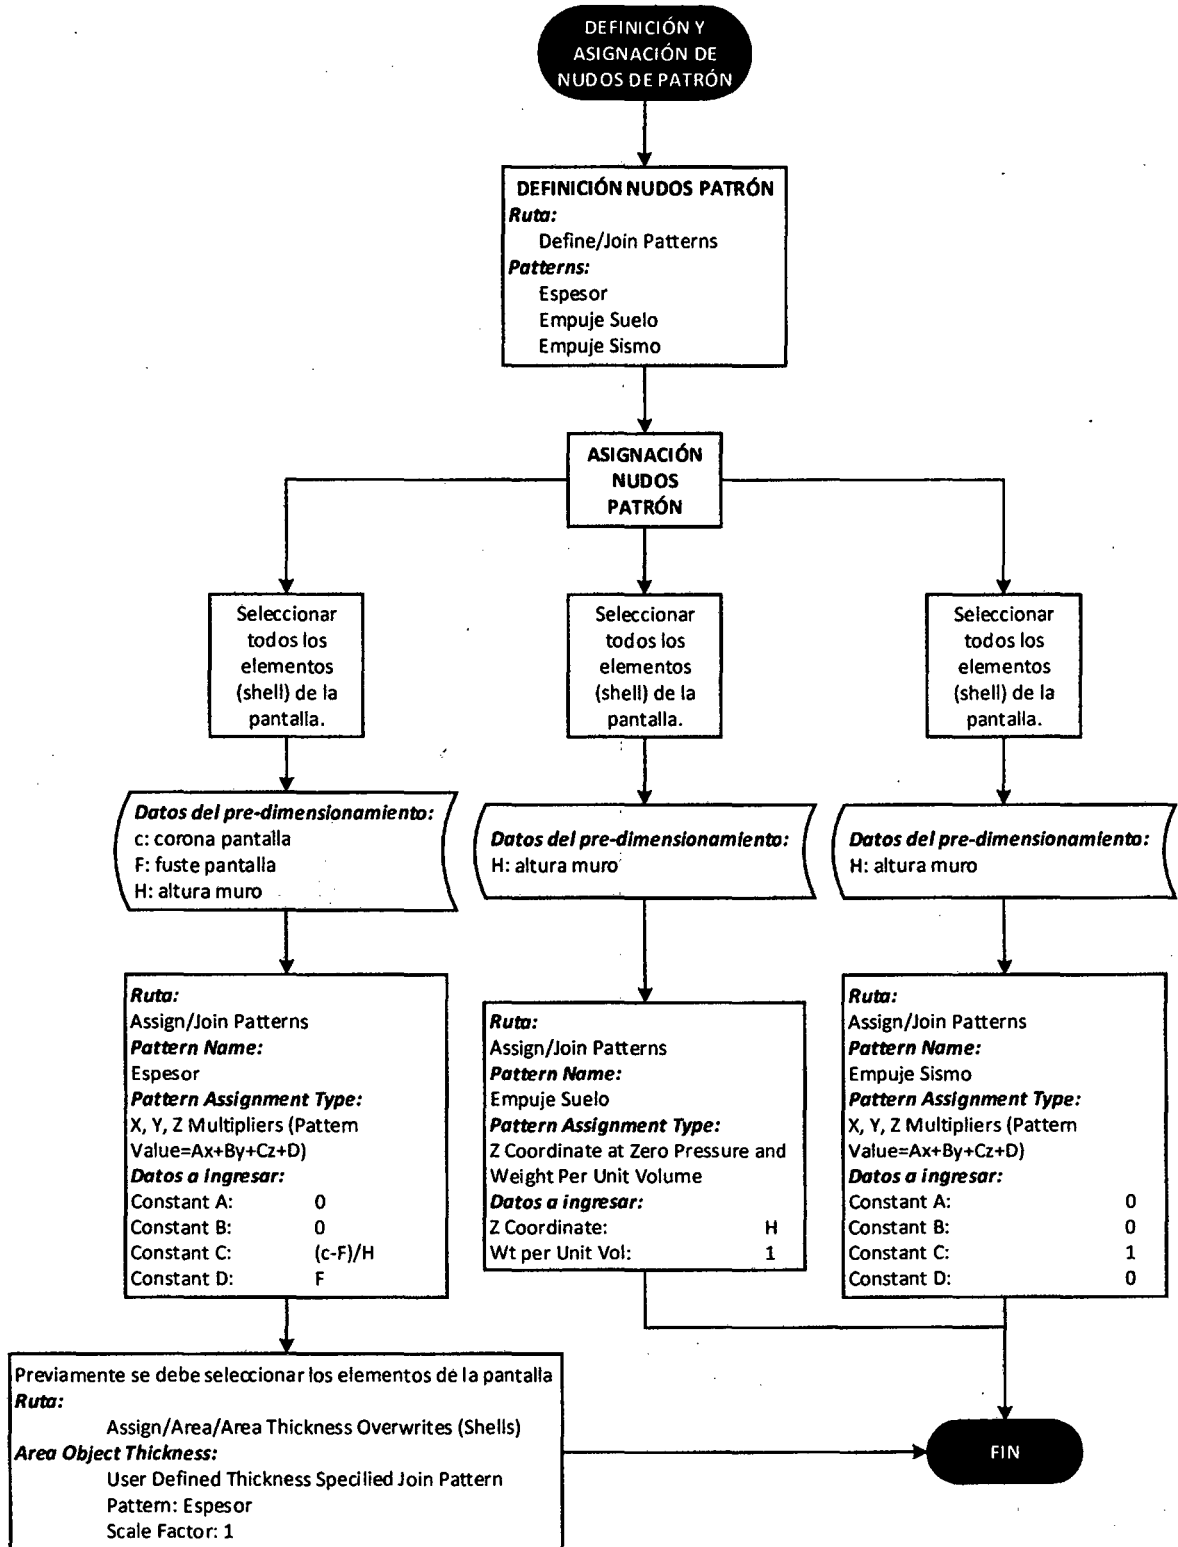 DEFINICIÓN Y
ASIGNACIÓN DE
NUDOS DE PATRÓN
DEFINICIÓN NUDOS PATRÓN
Ruta:
Define/Join Patterns
Patterns:
Espesor
Empuje Suelo
Empuje Sismo
ASIGNACIÓN
NUDOS
PATRÓN
Seleccionar
todos los
elementos
(shell) de la
pantalla.
Seleccionar
todos los
elementos
(shell) de la
pantalla.
Seleccionar
todos los
elementos
(shell) de la
pantalla.
Datos del pre-dimensionamiento:
c: corona pantalla
F: fuste pantalla
H: altura muro
Datos del pre-dimensionamiento:
H: altura muro
Datos del pre-dimensionamiento:
H: altura muro
Ruta:
Assign/Join Patterns
Pattern Name:
Espesor
Pattern Assignment Type:
X, Y, Z Multipliers (Pattern
Value=Ax+By+Cz+D)
Datos a ingresar:
Constant A: 0
Constant B: 0
Constant C: (c-F)/H
Constant D: F
Ruta:
Assign/Join Patterns
Pattern Name:
Empuje Suelo
Pattern Assignment Type:
Z Coordinate at Zero Pressure and
Weight Per Unit Volume
Datos a ingresar:
Z Coordinate: H
Wt per Unit Vol: 1
Ruta:
Assign/Join Patterns
Pattern Name:
Empuje Sismo
Pattern Assignment Type:
X, Y, Z Multipliers (Pattern
Value=Ax+By+Cz+D)
Datos a ingresar:
Constant A: 0
Constant B: 0
Constant C: 1
Constant D: 0
Previamente se debe seleccionar los elementos de la pantalla
Ruta:
Assign/Area/Area Thickness Overwrites (Shells)
Area Object Thickness:
User Defined Thickness Specilied Join Pattern
Pattern: Espesor
Scale Factor: 1
FIN